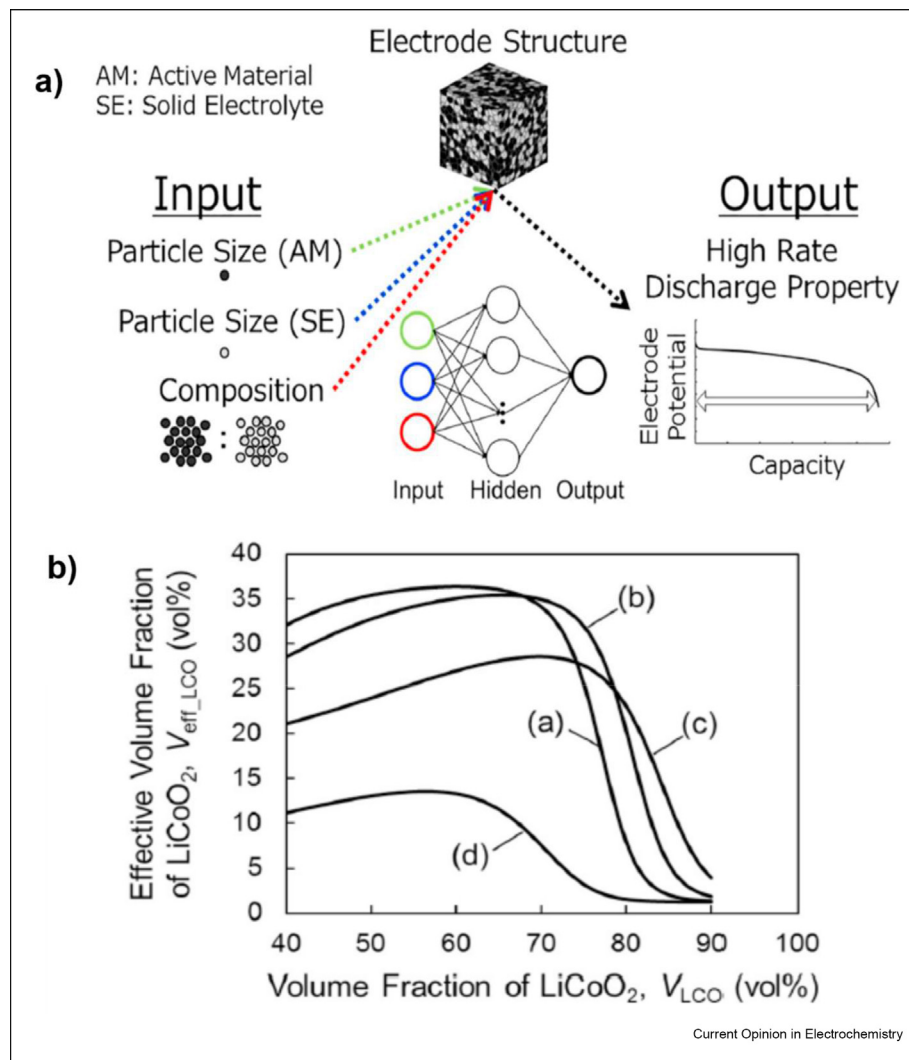 a)
AM: Active Material
SE: Solid Electrolyte
Electrode Structure
Input
Particle Size (AM)
Particle Size (SE)
Composition
:
Input
Hidden
Output
Output
High Rate
Discharge Property
Electrode
Potential
Capacity
b)
Effective Volume Fraction
of LiCoO₂, V_eff_LCO (vol%)
40
35
30
25
20
15
10
5
0
(a)
(b)
(c)
(d)
40 50 60 70 80 90 100
Volume Fraction of LiCoO₂, V_LCO (vol%)
Current Opinion in Electrochemistry